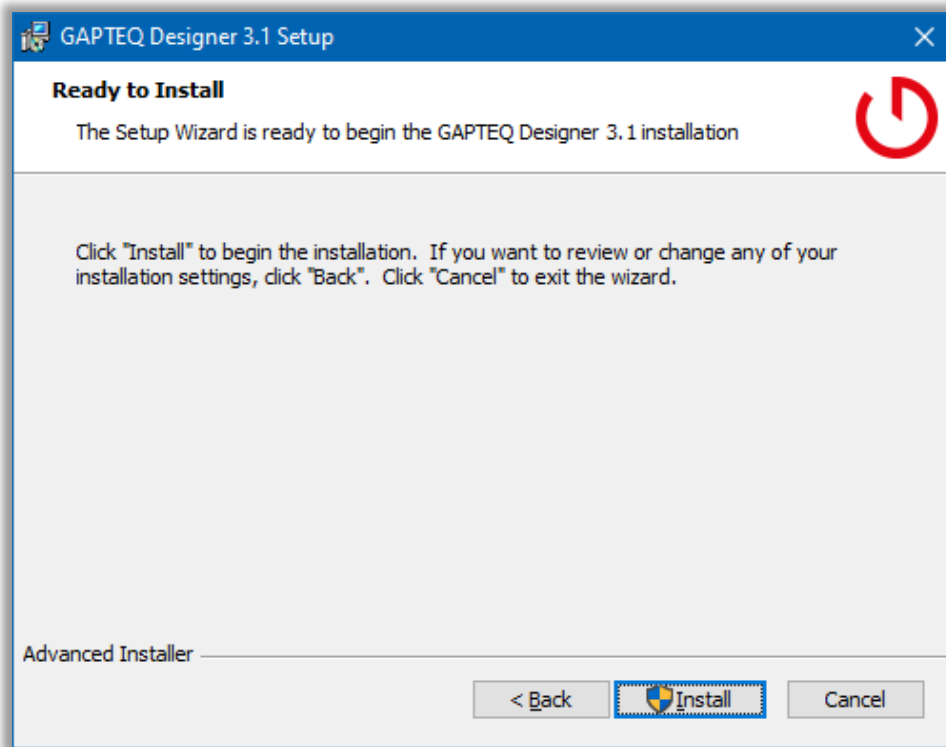 GAPTEQ Designer 3.1 Setup
Ready to Install
The Setup Wizard is ready to begin the GAPTEQ Designer 3.1 installation
Click "Install" to begin the installation.  If you want to review or change any of your
installation settings, click "Back".  Click "Cancel" to exit the wizard.
Advanced Installer
< Back
Install
Cancel